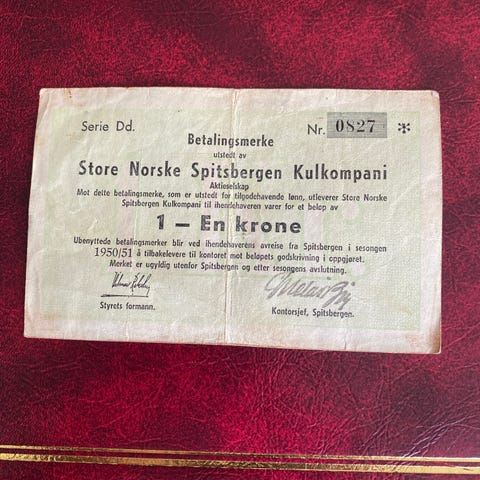 Serie Dd.
Nr. 0827 *
Betalingsmerke
utstedt av
Store Norske Spitsbergen Kulkompani
Aktieselskap
Mot dette betalingsmerke, som er utstedt for tilgodehavende lønn, utleverer Store Norske
Spitsbergen Kulkompani til ihendehaveren varer for et beløp av
1 — En krone
Ubenyttede betalingsmerker blir ved ihendehaverens avreise fra Spitsbergen i sesongen
1950/51 å tilbakelevere til kontoret mot beløpets godskrivning i oppgjøret.
Merket er ugyldig utenfor Spitsbergen og etter sesongens avslutning.
Styrets formann.
Kontorsjef, Spitsbergen.